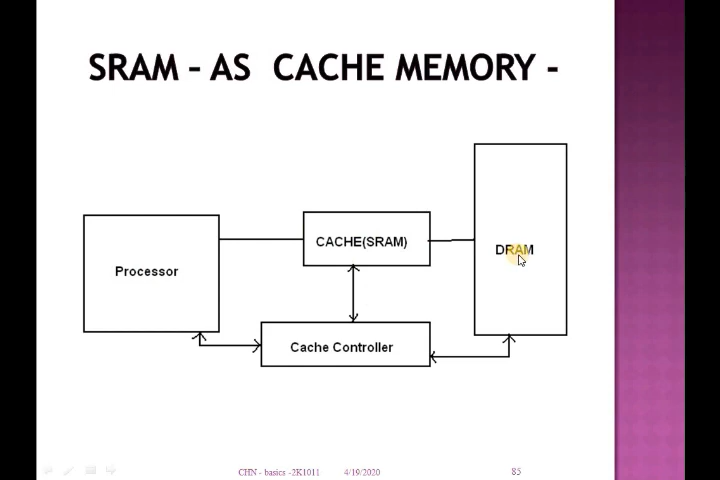 SRAM – AS CACHE MEMORY -
CACHE(SRAM)
DRAM
Processor
Cache Controller
CHN - basics -2K1011 4/19/2020 85